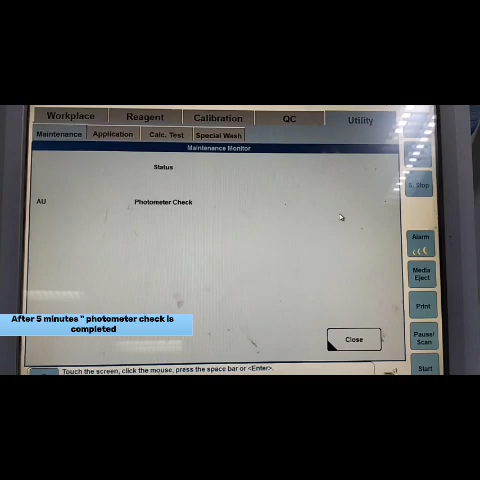 Workplace Reagent Calibration QC Utility
Maintenance Application Calc. Test Special Wash
Maintenance Monitor
Status
S. Stop
AU Photometer Check
Alarm
Media
Eject
Print
After 5 minutes " photometer check is
completed
Pause/
Scan
Close
Touch the screen, click the mouse, press the space bar or <Enter>.
Start